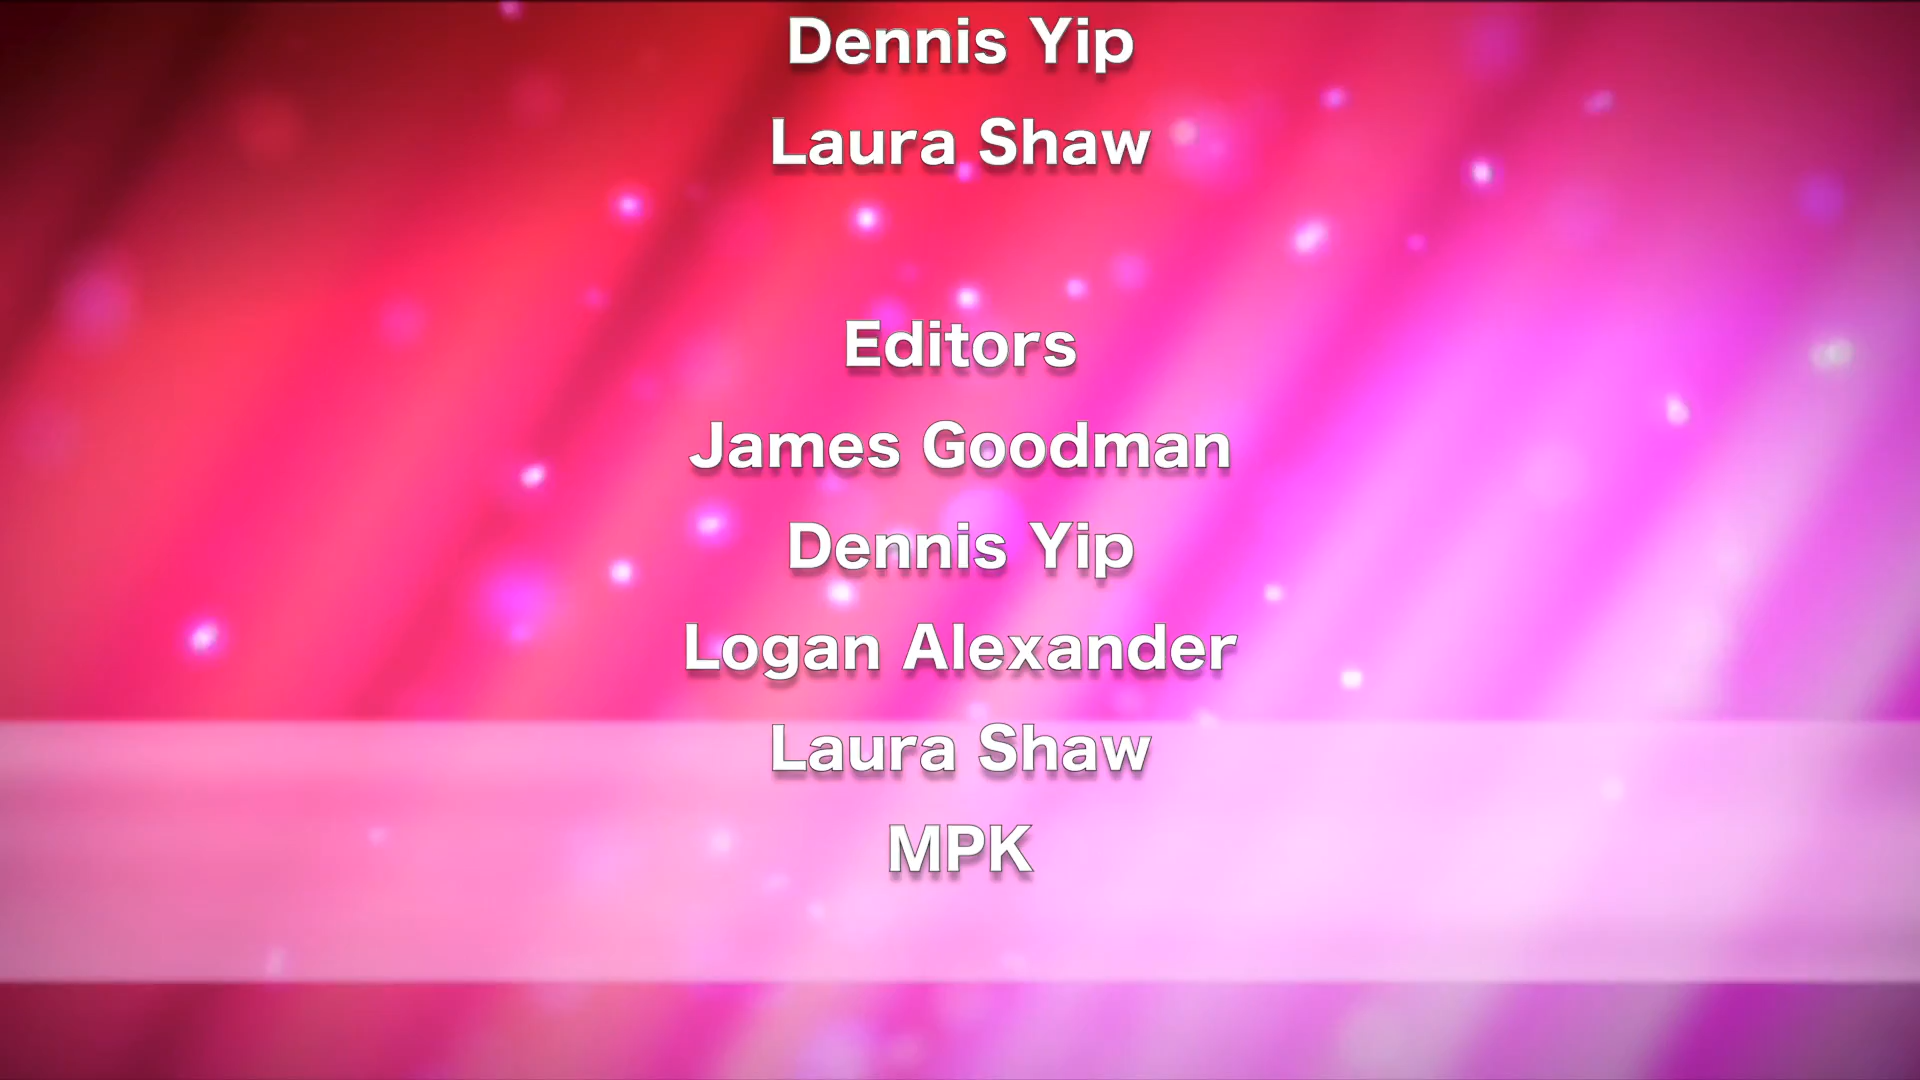 Dennis Yip
Laura Shaw
Editors
James Goodman
Dennis Yip
Logan Alexander
Laura Shaw
MPK